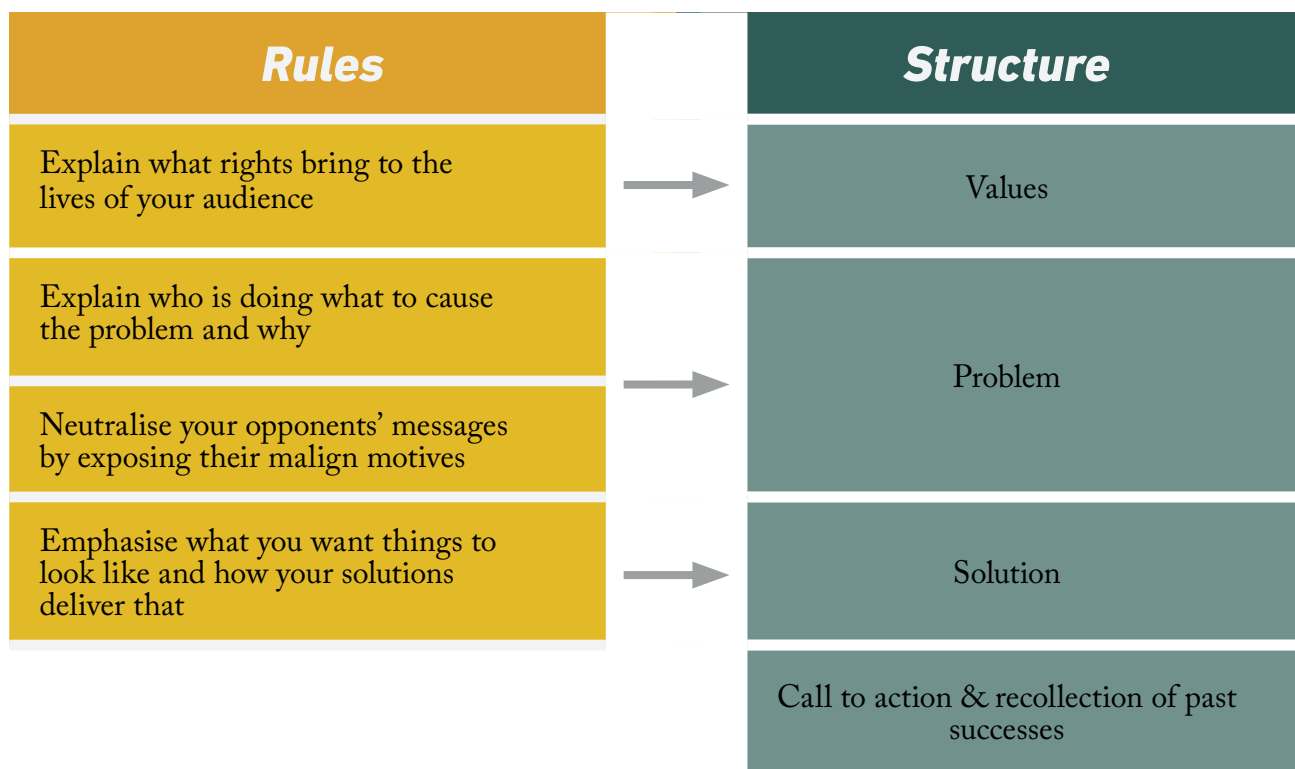 Rules
Structure
Explain what rights bring to the
lives of your audience
Values
Explain who is doing what to cause
the problem and why
Neutralise your opponents’ messages
by exposing their malign motives
Problem
Emphasise what you want things to
look like and how your solutions
deliver that
Solution
Call to action & recollection of past
successes